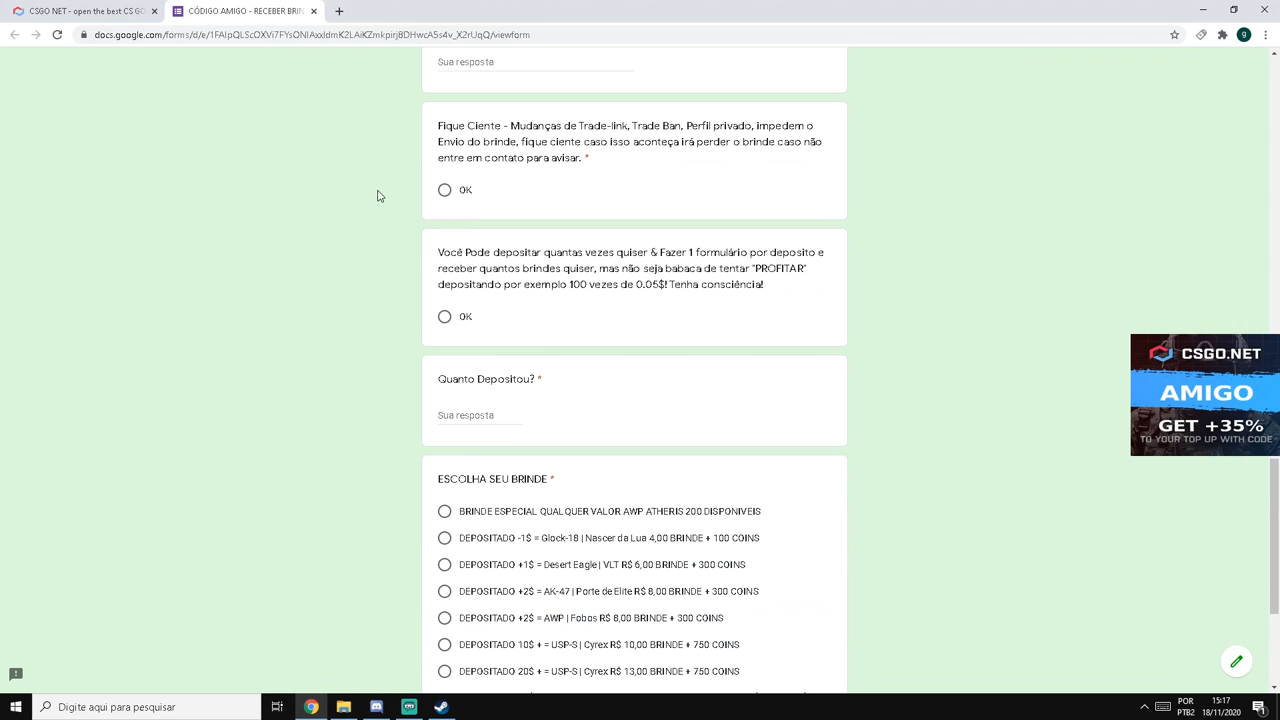 CSGO NET - open the best CS GO
CÓDIGO AMIGO - RECEBER BRIN
docs.google.com/forms/d/e/1FAIpQLScOXVi7FYsONIAxxldmK2LAiKZmkpirj8DHwcA5s4v_X2rUqQ/viewform
g
Sua resposta
Fique Ciente - Mudanças de Trade-link, Trade Ban, Perfil privado, impedem o
Envio do brinde, fique ciente caso isso aconteça irá perder o brinde caso não
entre em contato para avisar. *
OK
Você Pode depositar quantas vezes quiser & Fazer 1 formulário por deposito e
receber quantos brindes quiser, mas não seja babaca de tentar "PROFITAR"
depositando por exemplo 100 vezes de 0.05$! Tenha consciência!
OK
CSGO.NET
AMIGO
GET +35%
TO YOUR TOP UP WITH CODE
Quanto Depositou? *
Sua resposta
ESCOLHA SEU BRINDE *
BRINDE ESPECIAL QUALQUER VALOR AWP ATHERIS 200 DISPONIVEIS
DEPOSITADO -1$ = Glock-18 | Nascer da Lua 4,00 BRINDE + 100 COINS
DEPOSITADO +1$ = Desert Eagle | VLT R$ 6,00 BRINDE + 300 COINS
DEPOSITADO +2$ = AK-47 | Porte de Elite R$ 8,00 BRINDE + 300 COINS
DEPOSITADO +2$ = AWP | Fobos R$ 8,00 BRINDE + 300 COINS
DEPOSITADO 10$ + = USP-S | Cyrex R$ 10,00 BRINDE + 750 COINS
DEPOSITADO 20$ + = USP-S | Cyrex R$ 13,00 BRINDE + 750 COINS
Digite aqui para pesquisar
POR
PTB2
15:17
18/11/2020
1